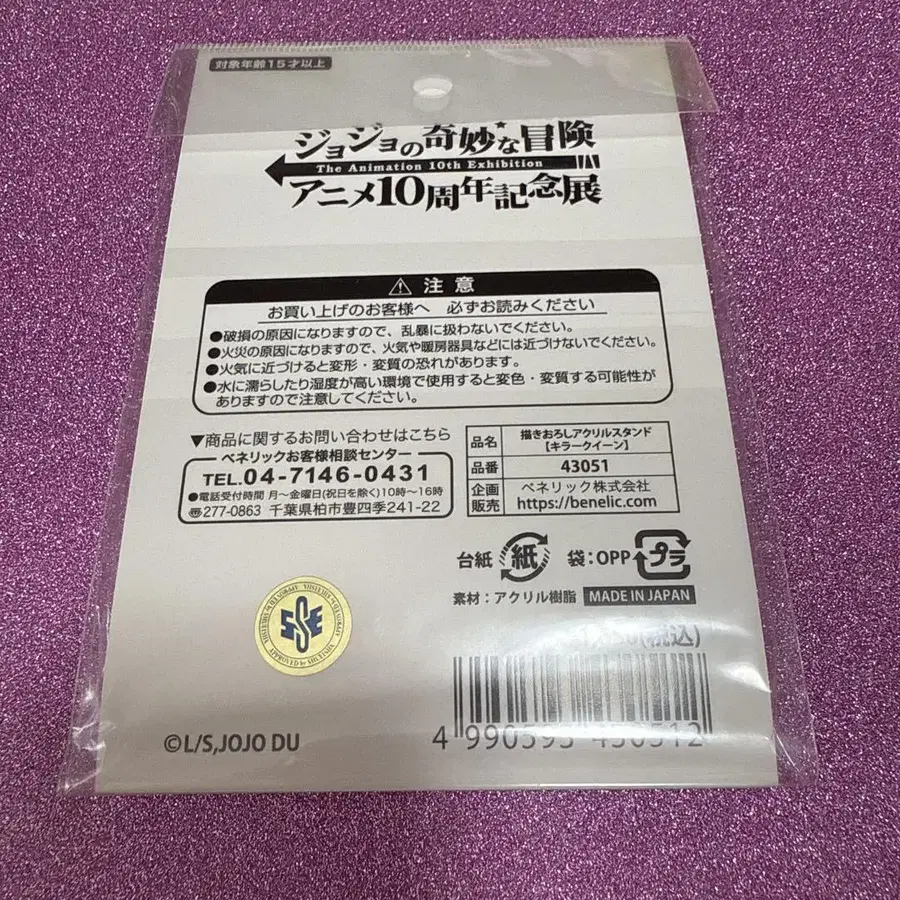 対象年齢15才以上
ジョジョの奇妙な冒険
The Animation 10th Exhibition
アニメ10周年記念展
注意
お買い上げのお客様へ 必ずお読みください
●破損の原因になりますので、乱暴に扱わないでください。
●火災の原因になりますので、火気や暖房器具などには近づけないでください。
●火気に近づけると変形・変質の恐れがあります。
●水に濡らしたり湿度が高い環境で使用すると変色・変質する可能性が
ありますので注意してください。
▼商品に関するお問い合わせはこちら
ベネリックお客様相談センター
TEL.04-7146-0431
●電話受付時間 月～金曜日(祝日を除く)10時～16時
〠277-0863 千葉県柏市豊四季241-22
品名 描きおろしアクリルスタンド
【キラークイーン】
品番 43051
企画 ベネリック株式会社
販売 https://benelic.com
台紙 紙 袋:OPP プラ
素材:アクリル樹脂 MADE IN JAPAN
(税込)
SE
APPROVED by SHUEISHA
4 990593 430512
©L/S,JOJO DU